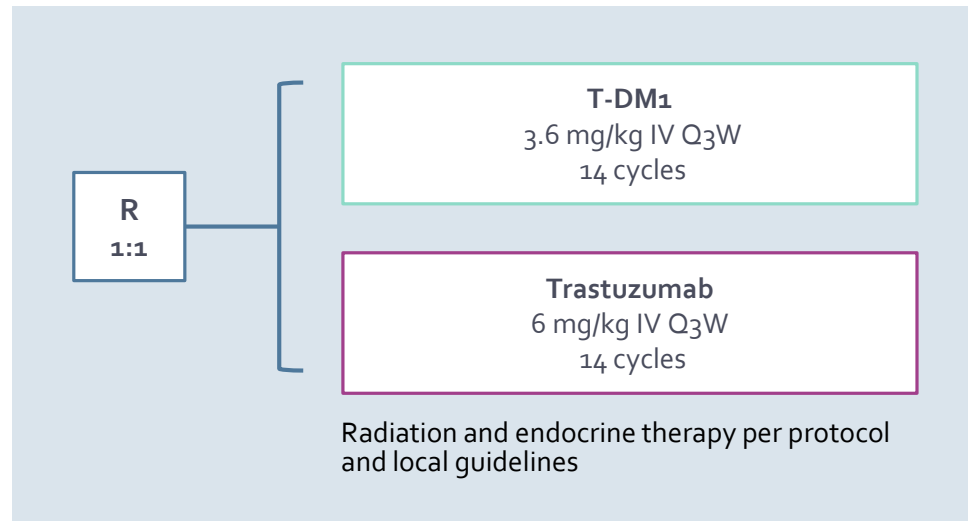 T-DM1
3.6 mg/kg IV Q3W
14 cycles
R
1:1
Trastuzumab
6 mg/kg IV Q3W
14 cycles
Radiation and endocrine therapy per protocol
and local guidelines